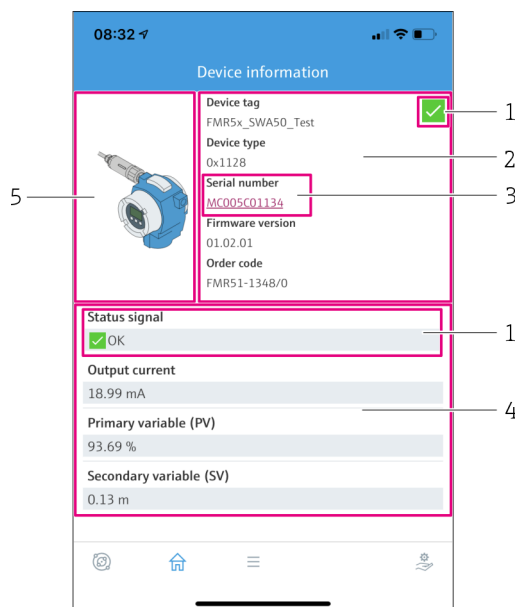 08:32
Device information
Device tag
FMR5x_SWA50_Test
Device type
0x1128
Serial number
MC005C01134
Firmware version
01.02.01
Order code
FMR51-1348/0
1
2
3
5
Status signal
OK
1
Output current
18.99 mA
4
Primary variable (PV)
93.69 %
Secondary variable (SV)
0.13 m